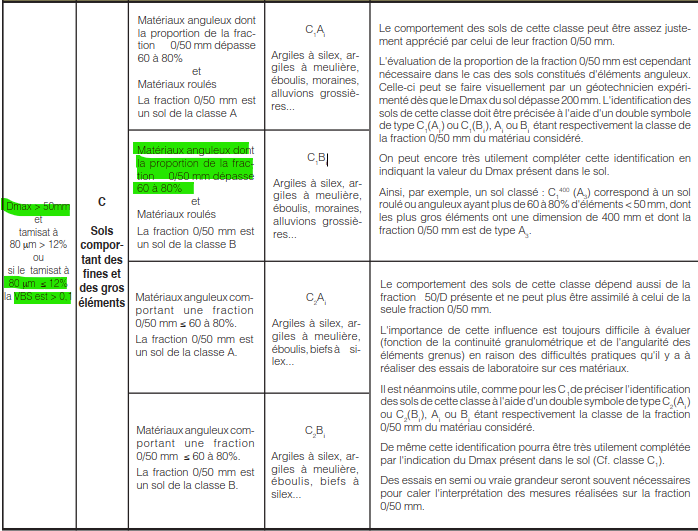 Dmax > 50mm
et
tamisat à
80 µm > 12%
ou
si le tamisat à
80 µm ≤ 12%
la VBS est > 0.1
C
Sols
compor-
tant des
fines et
des gros
éléments
Matériaux anguleux dont
la proportion de la frac-
tion 0/50 mm dépasse
60 à 80%
et
Matériaux roulés
La fraction 0/50 mm est
un sol de la classe A
C₁Aᵢ
Argiles à silex, ar-
giles à meulière,
éboulis, moraines,
alluvions grossiè-
res...
Matériaux anguleux dont
la proportion de la frac-
tion 0/50 mm dépasse
60 à 80%
et
Matériaux roulés
La fraction 0/50 mm est
un sol de la classe B
C₁Bᵢ
Argiles à silex, ar-
giles à meulière,
éboulis, moraines,
alluvions grossiè-
res...
Le comportement des sols de cette classe peut être assez juste-
ment apprécié par celui de leur fraction 0/50 mm.
L'évaluation de la proportion de la fraction 0/50 mm est cependant
nécessaire dans le cas des sols constitués d'éléments anguleux.
Celle-ci peut se faire visuellement par un géotechnicien expéri-
menté dès que le Dmax du sol dépasse 200 mm. L'identification des
sols de cette classe doit être précisée à l'aide d'un double symbole
de type C₁(Aᵢ) ou C₁(Bᵢ), Aᵢ ou Bᵢ étant respectivement la classe de
la fraction 0/50 mm du matériau considéré.
On peut encore très utilement compléter cette identification en
indiquant la valeur du Dmax présent dans le sol.
Ainsi, par exemple, un sol classé : C₁⁴⁰⁰ (A₃) correspond à un sol
roulé ou anguleux ayant plus de 60 à 80% d'éléments < 50 mm, dont
les plus gros éléments ont une dimension de 400 mm et dont la
fraction 0/50 mm est de type A₃.
Matériaux anguleux com-
portant une fraction
0/50 mm ≤ 60 à 80%.
La fraction 0/50 mm est
un sol de la classe A.
C₂Aᵢ
Argiles à silex, ar-
giles à meulière,
éboulis, biefs à si-
lex...
Matériaux anguleux com-
portant une fraction
0/50 mm ≤ 60 à 80%.
La fraction 0/50 mm est
un sol de la classe B.
C₂Bᵢ
Argiles à silex, ar-
giles à meulière,
éboulis, biefs à
silex...
Le comportement des sols de cette classe dépend aussi de la
fraction 50/D présente et ne peut plus être assimilé à celui de la
seule fraction 0/50 mm.
L'importance de cette influence est toujours difficile à évaluer
(fonction de la continuité granulométrique et de l'angularité des
éléments grenus) en raison des difficultés pratiques qu'il y a à
réaliser des essais de laboratoire sur ces matériaux.
Il est néanmoins utile, comme pour les C₁ de préciser l'identification
des sols de cette classe à l'aide d'un double symbole de type C₂(Aᵢ)
ou C₂(Bᵢ), Aᵢ ou Bᵢ étant respectivement la classe de la fraction
0/50 mm du matériau considéré.
De même cette identification pourra être très utilement complétée
par l'indication du Dmax présent dans le sol (Cf. classe C₁).
Des essais en semi ou vraie grandeur seront souvent nécessaires
pour caler l'interprétation des mesures réalisées sur la fraction
0/50 mm.